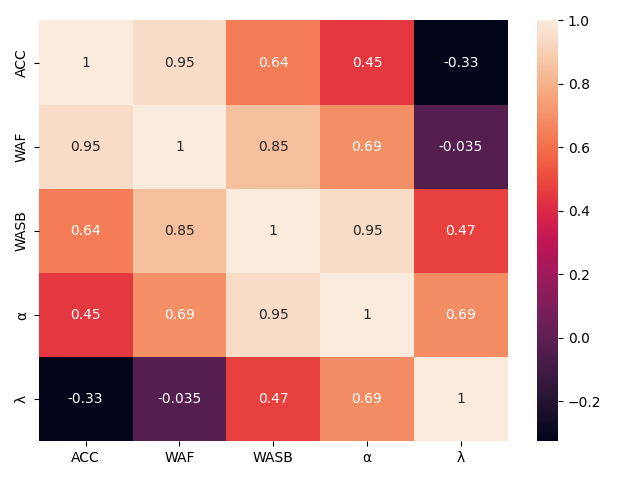 ACC 1 0.95 0.64 0.45 -0.33
WAF 0.95 1 0.85 0.69 -0.035
WASB 0.64 0.85 1 0.95 0.47
α 0.45 0.69 0.95 1 0.69
λ -0.33 -0.035 0.47 0.69 1
ACC WAF WASB α λ
1.0
0.8
0.6
0.4
0.2
0.0
−0.2